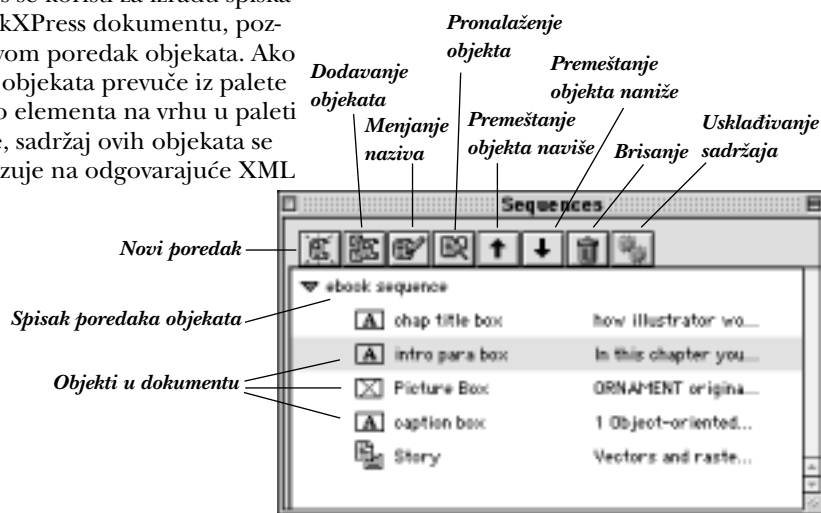 s se koristi za izradu spiska
kXPress dokumentu, poz-
vom poredak objekata. Ako
objekata prevuče iz palete
o elementa na vrhu u paleti
e, sadržaj ovih objekata se
zuje na odgovarajuće XML
Pronalaženje
objekta
Dodavanje
objekata
Premeštanje
objekta naniže
Menjanje
naziva
Premeštanje
objekta naviše
Brisanje
Usklađivanje
sadržaja
Sequences
Novi poredak
ebook sequence
Spisak poredaka objekata
A chap title box how illustrator wo...
A intro para box In this chapter you...
Objekti u dokumentu
Picture Box ORNAMENT origina...
A caption box 1 Object-oriented...
Story Vectors and raste...